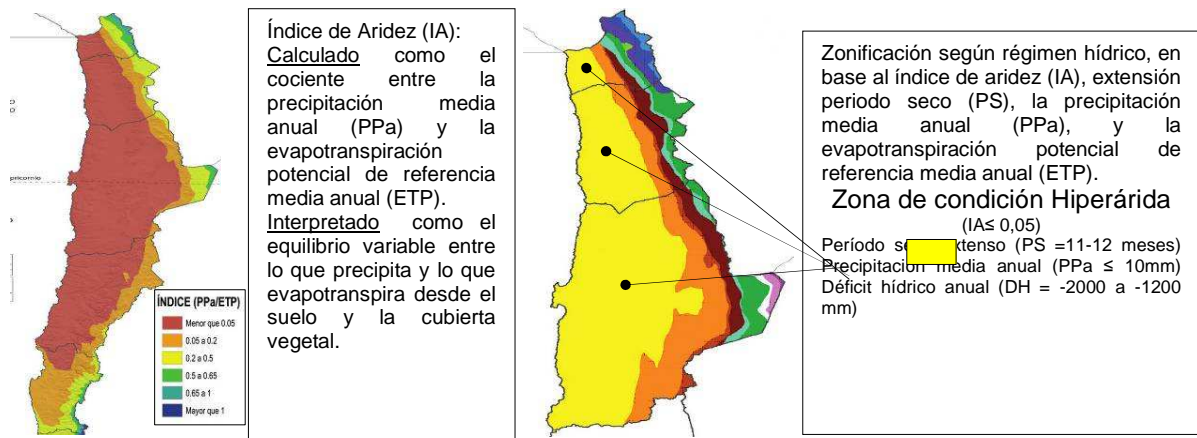 Índice de Aridez (IA):
Calculado como el
cociente entre la
precipitación media
anual (PPa) y la
evapotranspiración
potencial de referencia
media anual (ETP).
Interpretado como el
equilibrio variable entre
lo que precipita y lo que
evapotranspira desde el
suelo y la cubierta
vegetal.
ÍNDICE (PPa/ETP)
Menor que 0.05
0.05 a 0.2
0.2 a 0.5
0.5 a 0.65
0.65 a 1
Mayor que 1
Zonificación según régimen hídrico, en
base al índice de aridez (IA), extensión
periodo seco (PS), la precipitación
media anual (PPa), y la
evapotranspiración potencial de
referencia media anual (ETP).
Zona de condición Hiperárida
(IA≤ 0,05)
Período extenso (PS =11-12 meses)
Precipitación media anual (PPa ≤ 10mm)
Déficit hídrico anual (DH = -2000 a -1200
mm)